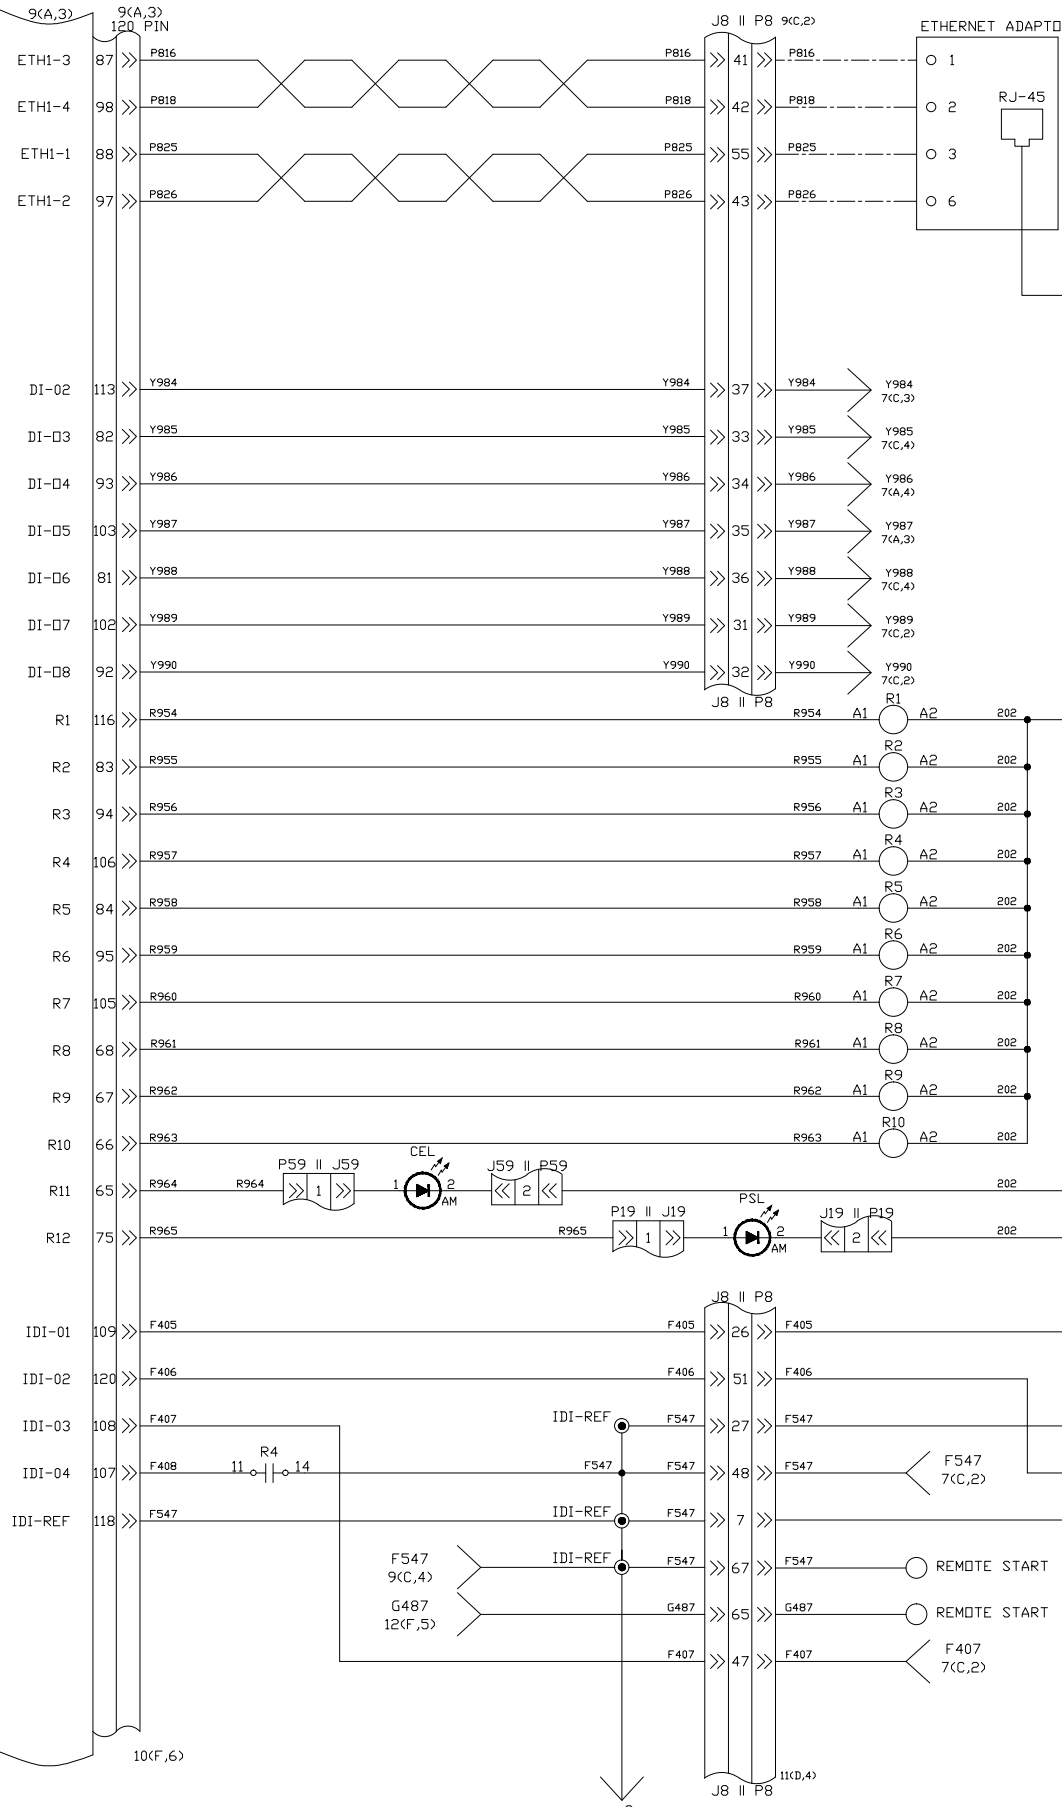 9(A,3) 9(A,3) J8 II P8 9(C,2)
120 PIN ETHERNET ADAPTO
ETH1-3 87 P816 P816 41 P816 1
ETH1-4 98 P818 P818 42 P818 2 RJ-45
ETH1-1 88 P825 P825 55 P825 3
ETH1-2 97 P826 P826 43 P826 6
DI-02 113 Y984 Y984 37 Y984 Y984
7(C,3)
DI-03 82 Y985 Y985 33 Y985 Y985
7(C,4)
DI-04 93 Y986 Y986 34 Y986 Y986
7(A,4)
DI-05 103 Y987 Y987 35 Y987 Y987
7(A,3)
DI-06 81 Y988 Y988 36 Y988 Y988
7(C,4)
DI-07 102 Y989 Y989 31 Y989 Y989
7(C,2)
DI-08 92 Y990 Y990 32 Y990 Y990
7(C,2)
J8 II P8
R1 116 R954 R954 A1 R1 A2 202
R2 83 R955 R955 A1 R2 A2 202
R3 94 R956 R956 A1 R3 A2 202
R4 106 R957 R957 A1 R4 A2 202
R5 84 R958 R958 A1 R5 A2 202
R6 95 R959 R959 A1 R6 A2 202
R7 105 R960 R960 A1 R7 A2 202
R8 68 R961 R961 A1 R8 A2 202
R9 67 R962 R962 A1 R9 A2 202
R10 66 R963 R963 A1 R10 A2 202
P59 II J59 CEL J59 II P59
R11 65 R964 R964 1 1 2 AM 2 202
P19 II J19 PSL J19 II P19
R12 75 R965 R965 1 1 2 AM 2 202
J8 II P8
IDI-01 109 F405 F405 26 F405
IDI-02 120 F406 F406 51 F406
IDI-03 108 F407 IDI-REF F547 27 F547
IDI-04 107 F408 11 R4 14 F547 F547 48 F547 F547
7(C,2)
IDI-REF 118 F547 IDI-REF F547 7
F547 IDI-REF F547 67 F547 REMOTE START
9(C,4)
G487 G487 65 G487 REMOTE START
12(F,5)
F407 47 F407 F407
7(C,2)
10(F,6)
11(D,4)
J8 II P8